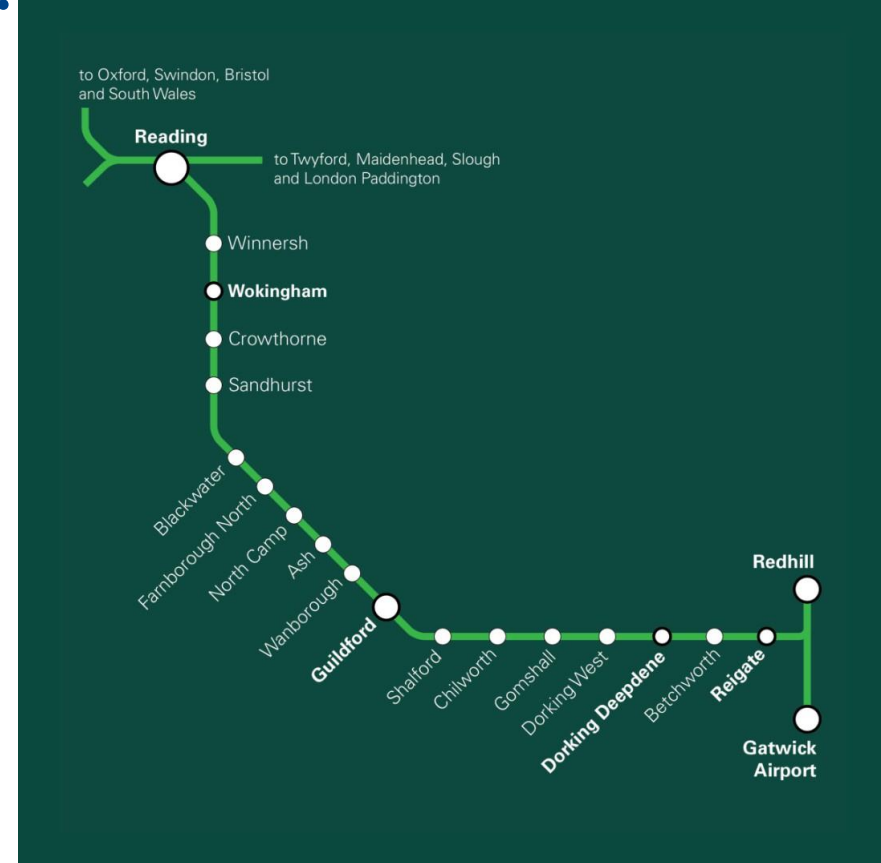 to Oxford, Swindon, Bristol
and South Wales
Reading
to Twyford, Maidenhead, Slough
and London Paddington
Winnersh
Wokingham
Crowthorne
Sandhurst
Blackwater
Farnborough North
North Camp
Ash
Wanborough
Guildford
Shalford
Chilworth
Gomshall
Dorking West
Dorking Deepdene
Betchworth
Reigate
Redhill
Gatwick
Airport